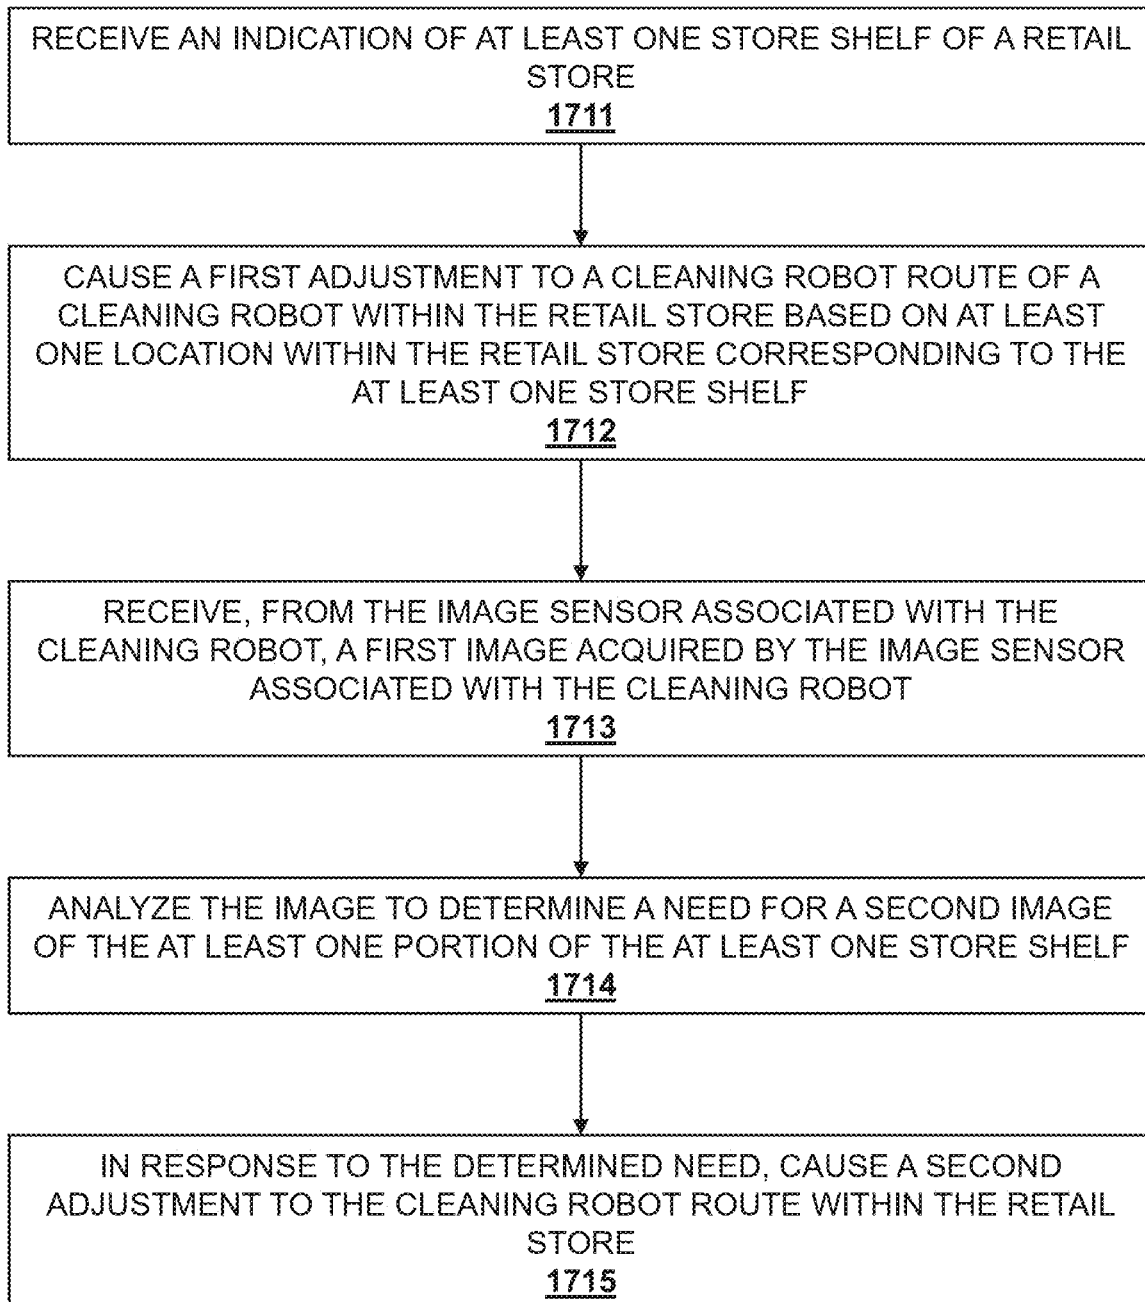 RECEIVE AN INDICATION OF AT LEAST ONE STORE SHELF OF A RETAIL
STORE
1711
CAUSE A FIRST ADJUSTMENT TO A CLEANING ROBOT ROUTE OF A
CLEANING ROBOT WITHIN THE RETAIL STORE BASED ON AT LEAST
ONE LOCATION WITHIN THE RETAIL STORE CORRESPONDING TO THE
AT LEAST ONE STORE SHELF
1712
RECEIVE, FROM THE IMAGE SENSOR ASSOCIATED WITH THE
CLEANING ROBOT, A FIRST IMAGE ACQUIRED BY THE IMAGE SENSOR
ASSOCIATED WITH THE CLEANING ROBOT
1713
ANALYZE THE IMAGE TO DETERMINE A NEED FOR A SECOND IMAGE
OF THE AT LEAST ONE PORTION OF THE AT LEAST ONE STORE SHELF
1714
IN RESPONSE TO THE DETERMINED NEED, CAUSE A SECOND
ADJUSTMENT TO THE CLEANING ROBOT ROUTE WITHIN THE RETAIL
STORE
1715